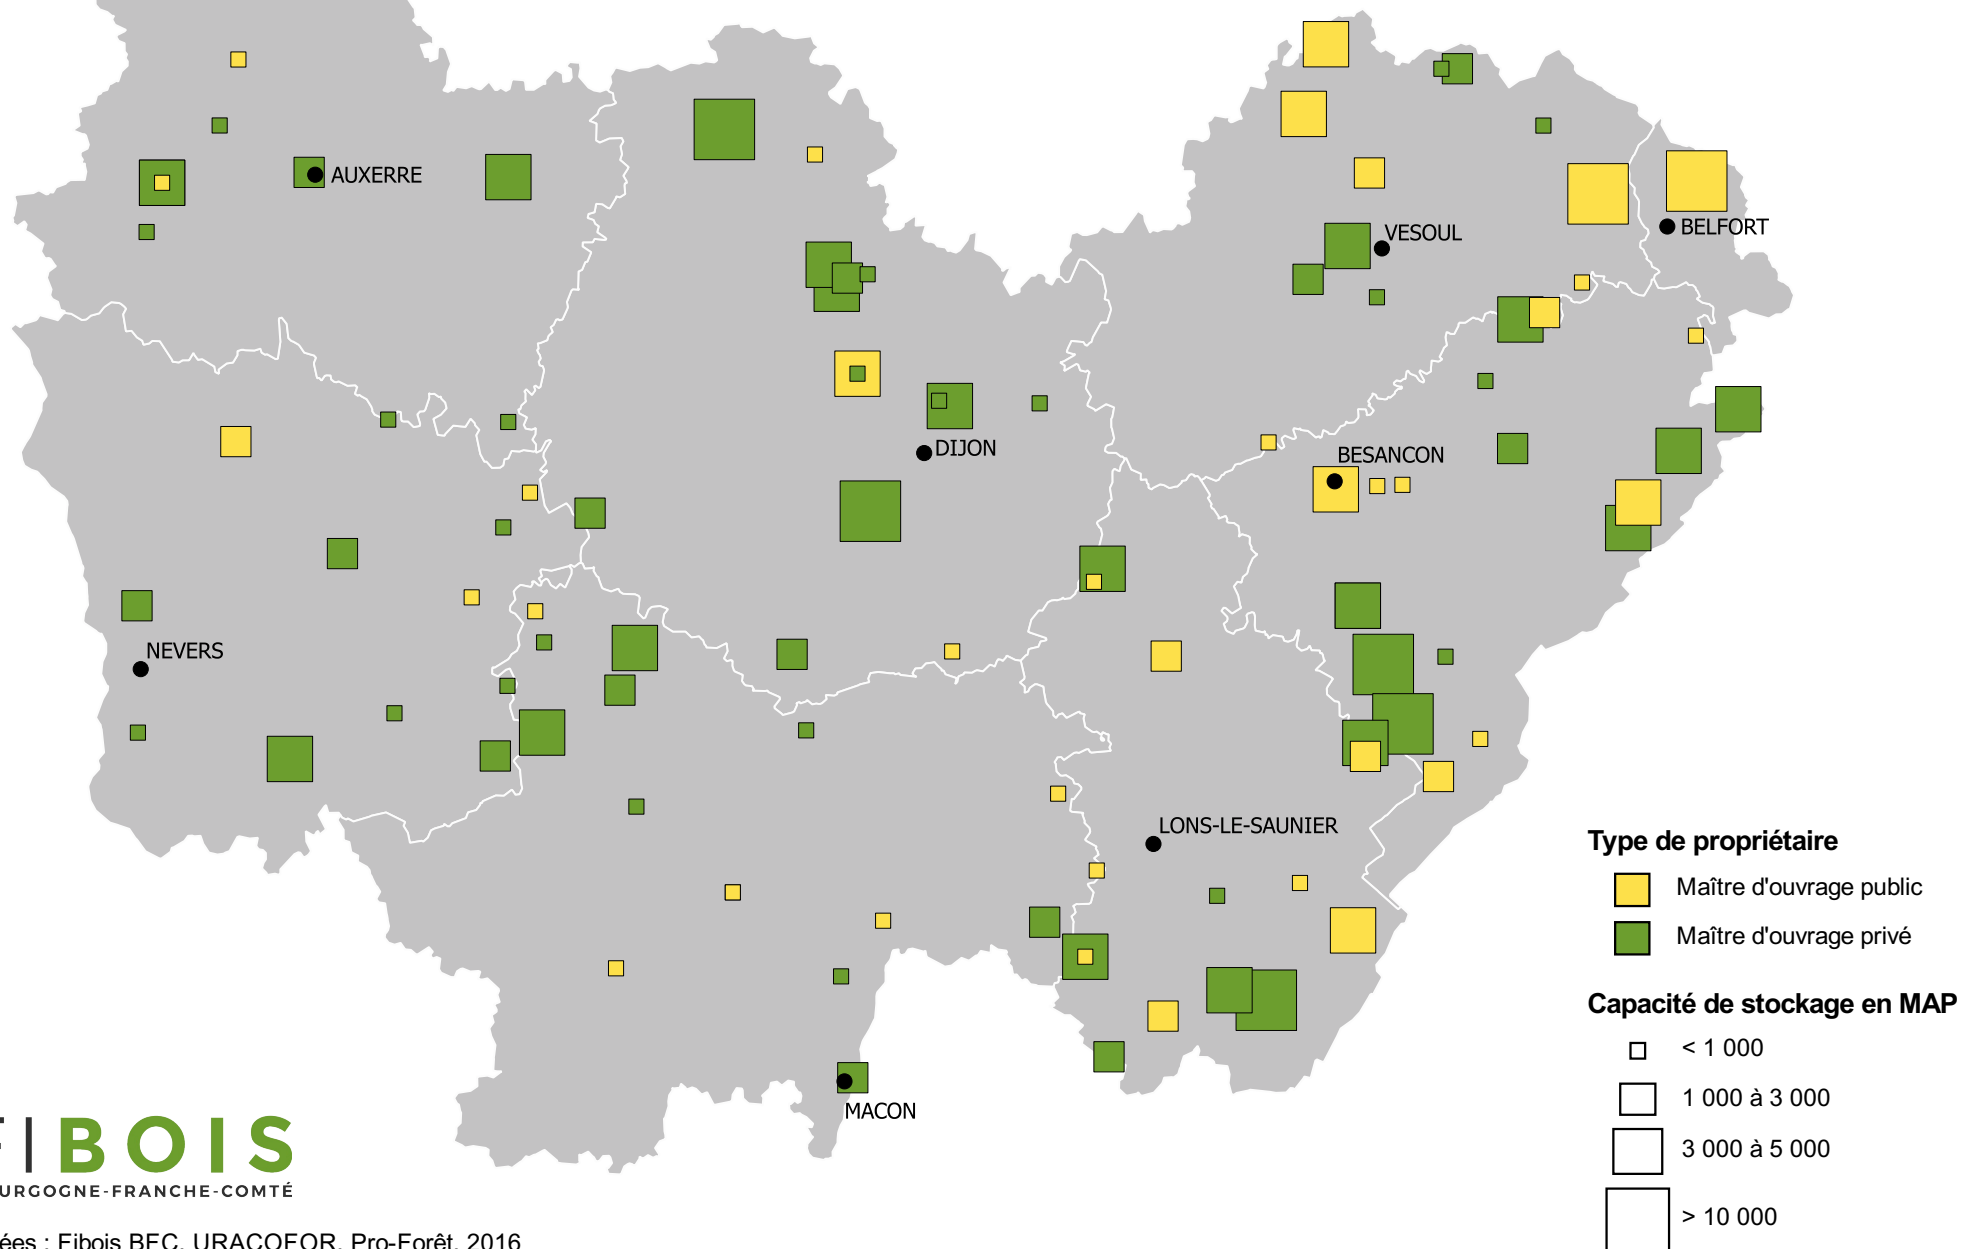 AUXERRE
VESOUL
BELFORT
DIJON
BESANCON
NEVERS
LONS-LE-SAUNIER
MACON
Type de propriétaire
Maître d'ouvrage public
Maître d'ouvrage privé
Capacité de stockage en MAP
< 1 000
1 000 à 3 000
3 000 à 5 000
> 10 000
FIBOIS
URGOGNE-FRANCHE-COMTÉ
ées : Fibois BFC, URACOFOR, Pro-Forêt, 2016